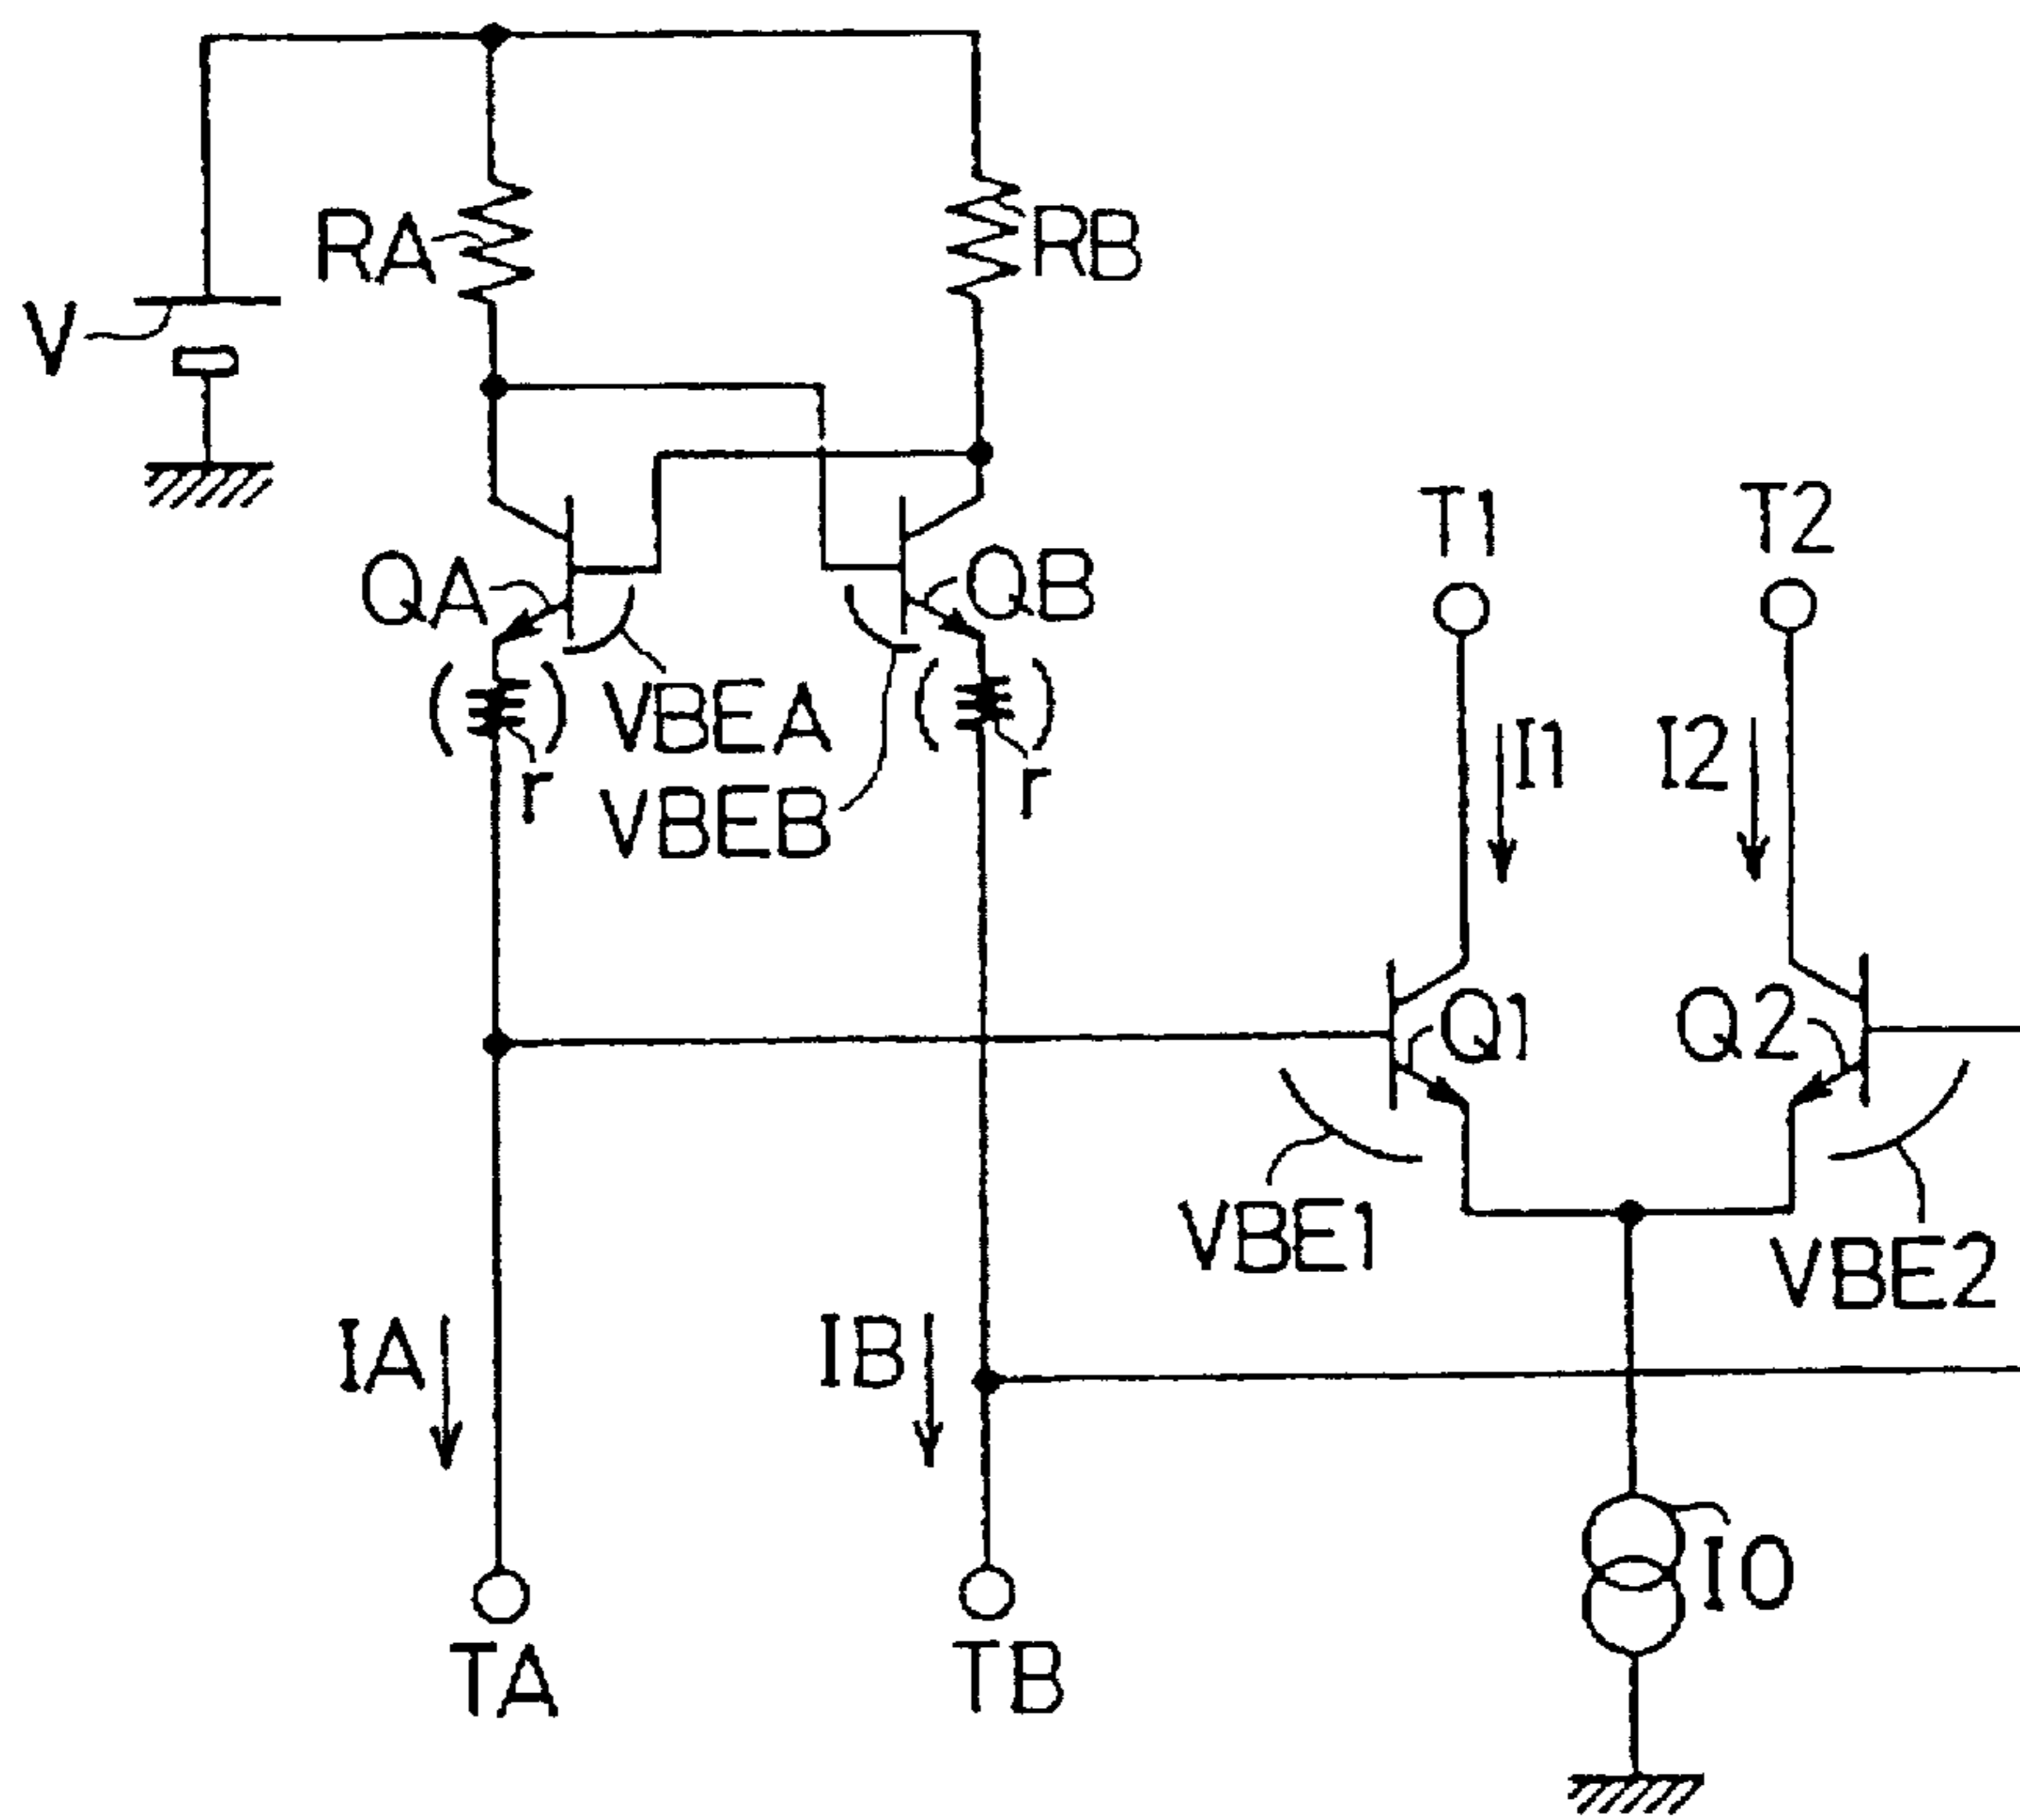 RA
RB
V
T1
T2
QA
QB
( )
( )
VBEA
I1
I2
r
r
VBEB
Q1
Q2
VBE1
VBE2
IA
IB
I0
TA
TB